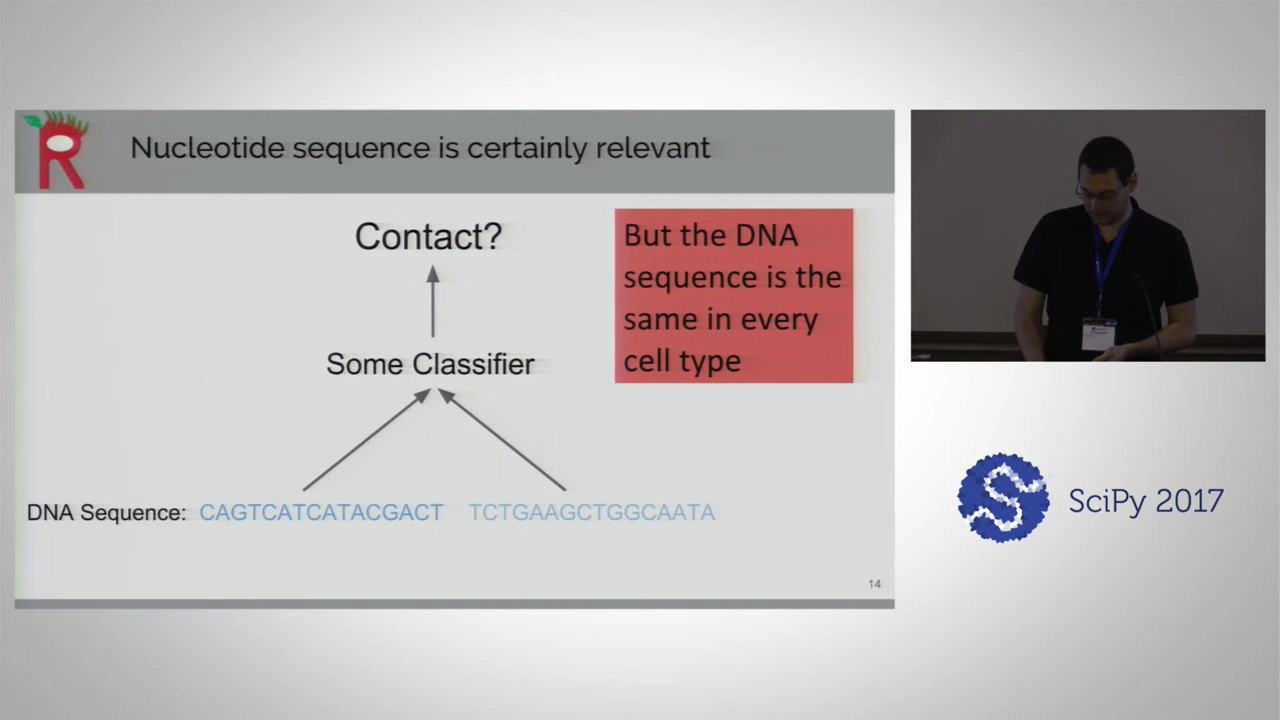 R
Nucleotide sequence is certainly relevant
Contact?
But the DNA
sequence is the
same in every
cell type
Some Classifier
DNA Sequence: CAGTCATCATACGACT TCTGAAGCTGGCAATA
14
S
SciPy 2017